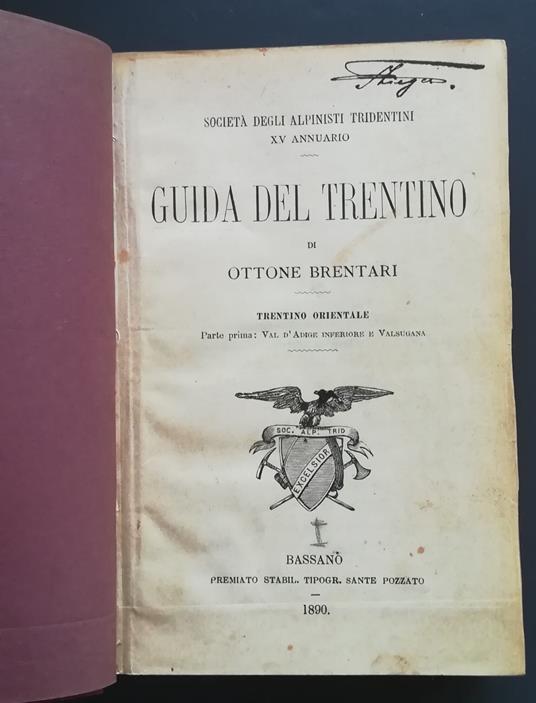 SOCIETÀ DEGLI ALPINISTI TRIDENTINI
XV ANNUARIO
GUIDA DEL TRENTINO
DI
OTTONE BRENTARI
TRENTINO ORIENTALE
Parte prima: VAL D'ADIGE INFERIORE E VALSUGANA
SOC. ALP. TRID
EXCELSIOR
I
BASSANO
PREMIATO STABIL. TIPOGR. SANTE POZZATO
1890.